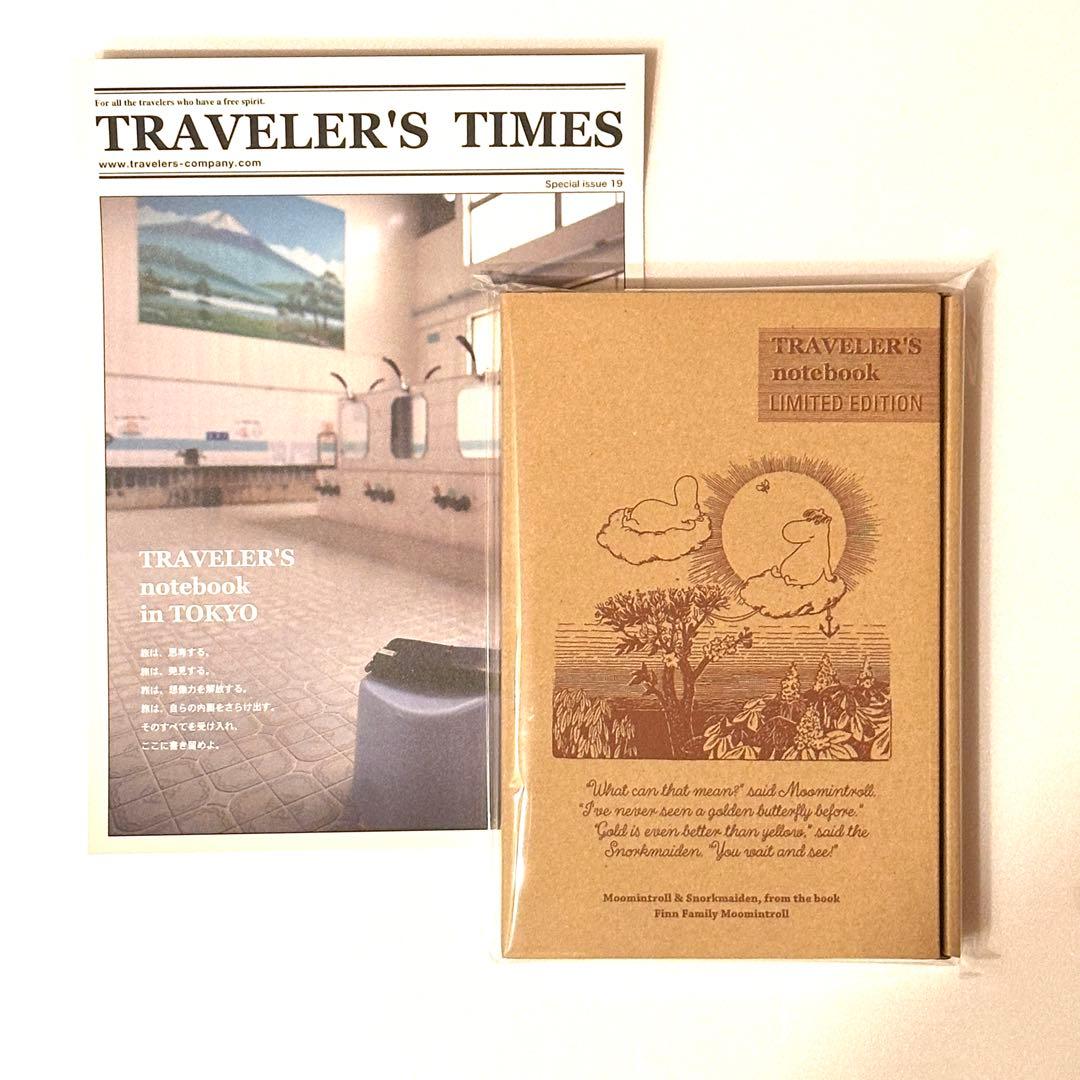 For all the travelers who have a free spirit.
TRAVELER'S TIMES
www.travelers-company.com
Special issue 19
TRAVELER'S
notebook
in TOKYO
旅は、思考する。
旅は、発見する。
旅は、想像力を解放する。
旅は、自らの内裏をさらけ出す。
そのすべてを受け入れ、
ここに書き留めよ。
TRAVELER'S
notebook
LIMITED EDITION
"What can that mean?" said Moomintroll.
"I've never seen a golden butterfly before."
"Gold is even better than yellow," said the
Snorkmaiden. "You wait and see!"
Moomintroll & Snorkmaiden, from the book
Finn Family Moomintroll